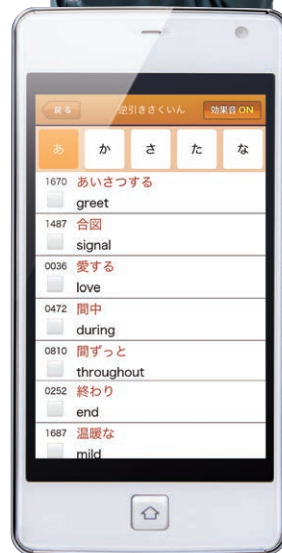 戻る 逆引きさくいん 効果音 ON
あ か さ た な
1670 あいさつする
greet
1487 合図
signal
0036 愛する
love
0472 間中
during
0810 間ずっと
throughout
0252 終わり
end
1687 温暖な
mild